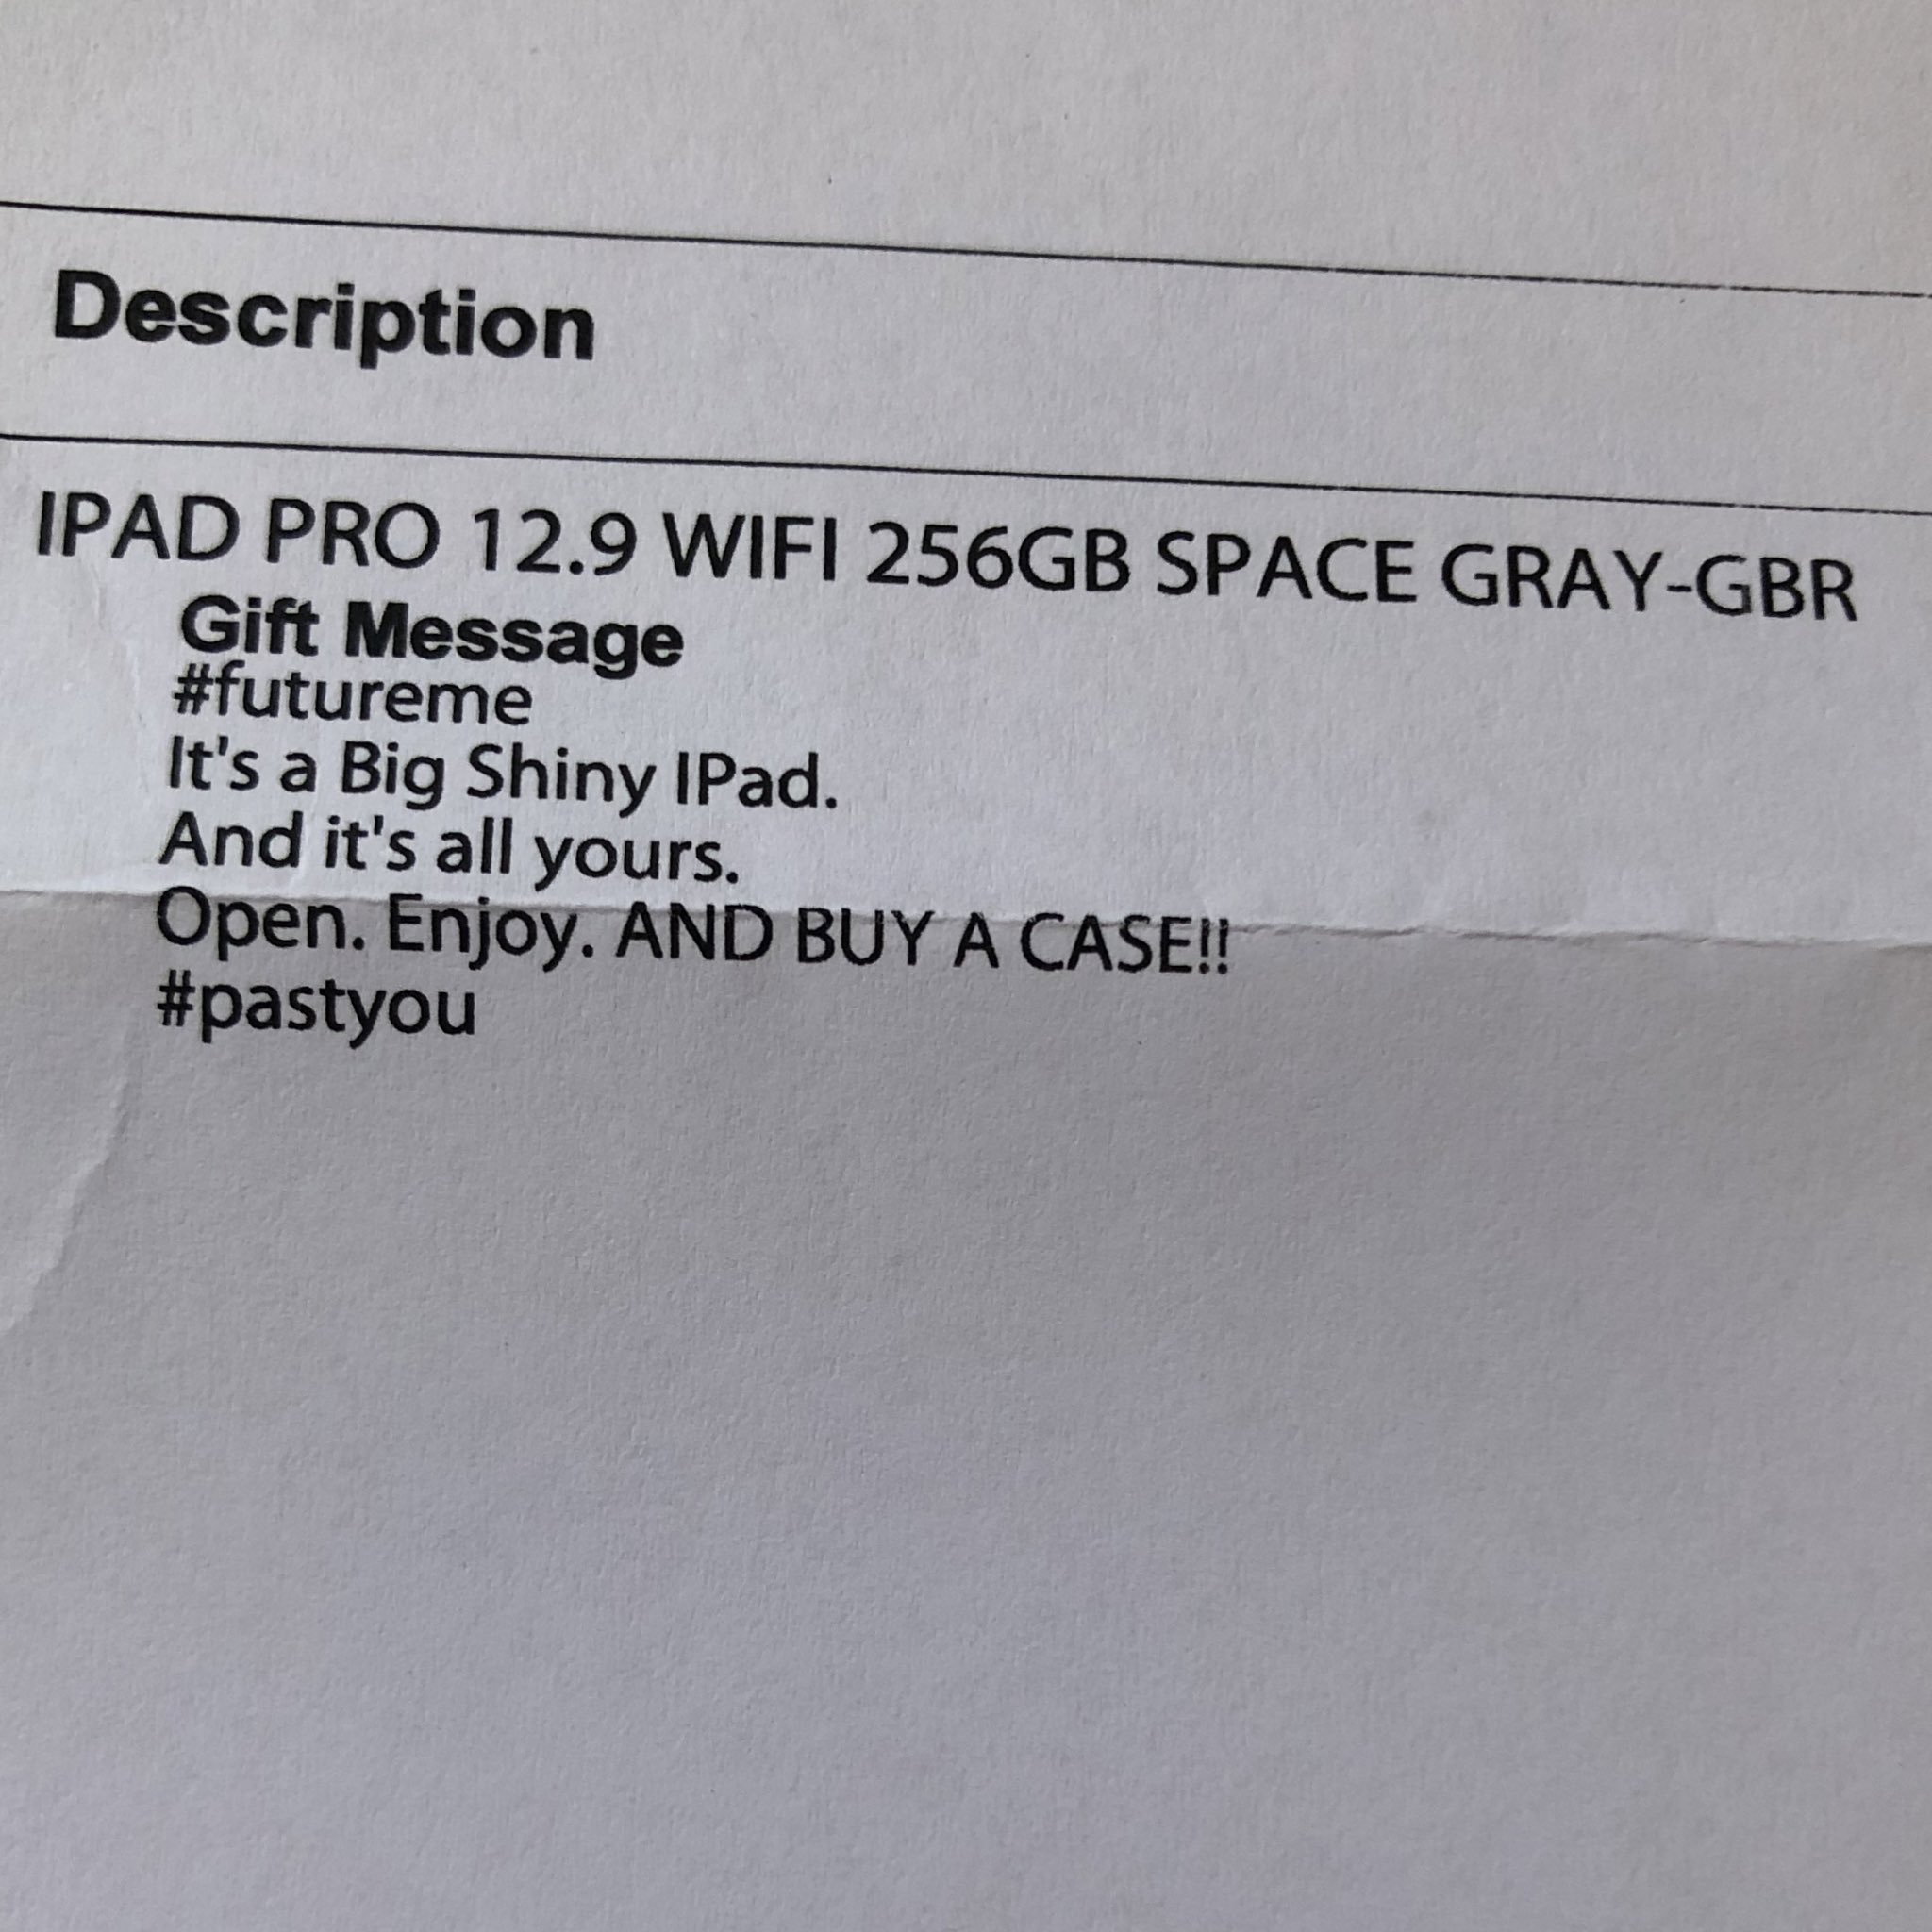 Description
IPAD PRO 12.9 WIFI 256GB SPACE GRAY-GBR
Gift Message
#futureme
It's a Big Shiny IPad.
And it's all yours.
Open. Enjoy. AND BUY A CASE!!
#pastyou